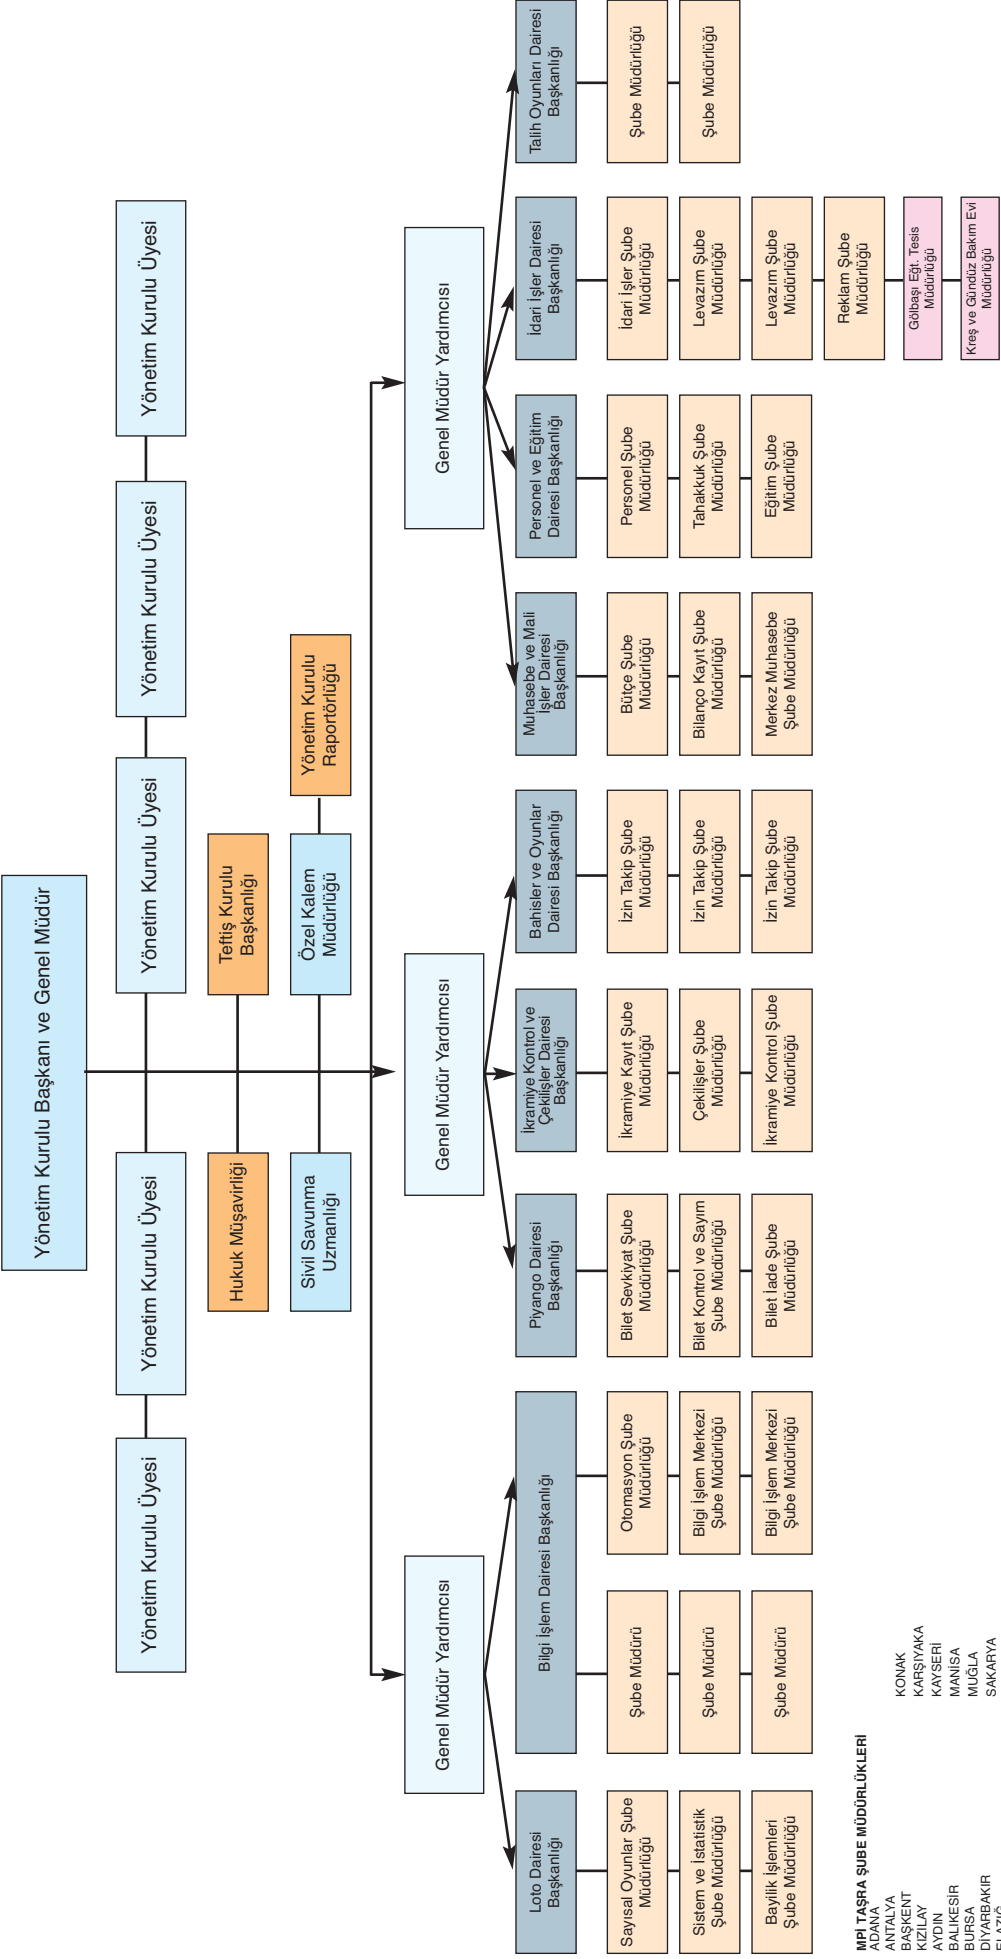 Yönetim Kurulu Başkanı ve Genel Müdür
Yönetim Kurulu Üyesi
Yönetim Kurulu Üyesi
Yönetim Kurulu Üyesi
Yönetim Kurulu Üyesi
Yönetim Kurulu Üyesi
Hukuk Müşavirliği
Teftiş Kurulu
Başkanlığı
Sivil Savunma
Uzmanlığı
Özel Kalem
Müdürlüğü
Yönetim Kurulu
Raportörlüğü
Genel Müdür Yardımcısı
Genel Müdür Yardımcısı
Genel Müdür Yardımcısı
Loto Dairesi
Başkanlığı
Sayısal Oyunlar Şube
Müdürlüğü
Sistem ve İstatistik
Şube Müdürlüğü
Bayilik İşlemleri
Şube Müdürlüğü
Bilgi İşlem Dairesi Başkanlığı
Şube Müdürü
Şube Müdürü
Şube Müdürü
Otomasyon Şube
Müdürlüğü
Bilgi İşlem Merkezi
Şube Müdürlüğü
Bilgi İşlem Merkezi
Şube Müdürlüğü
Piyango Dairesi
Başkanlığı
Bilet Sevkiyat Şube
Müdürlüğü
Bilet Kontrol ve Sayım
Şube Müdürlüğü
Bilet İade Şube
Müdürlüğü
İkramiye Kontrol ve
Çekilişler Dairesi
Başkanlığı
İkramiye Kayıt Şube
Müdürlüğü
Çekilişler Şube
Müdürlüğü
İkramiye Kontrol Şube
Müdürlüğü
Bahisler ve Oyunlar
Dairesi Başkanlığı
İzin Takip Şube
Müdürlüğü
İzin Takip Şube
Müdürlüğü
İzin Takip Şube
Müdürlüğü
Muhasebe ve Mali
İşler Dairesi
Başkanlığı
Bütçe Şube
Müdürlüğü
Bilanço Kayıt Şube
Müdürlüğü
Merkez Muhasebe
Şube Müdürlüğü
Personel ve Eğitim
Dairesi Başkanlığı
Personel Şube
Müdürlüğü
Tahakkuk Şube
Müdürlüğü
Eğitim Şube
Müdürlüğü
İdari İşler Dairesi
Başkanlığı
İdari İşler Şube
Müdürlüğü
Levazım Şube
Müdürlüğü
Levazım Şube
Müdürlüğü
Reklam Şube
Müdürlüğü
Gölbaşı Eğt. Tesis
Müdürlüğü
Kreş ve Gündüz Bakım Evi
Müdürlüğü
Talih Oyunları Dairesi
Başkanlığı
Şube Müdürlüğü
Şube Müdürlüğü
MPİ TAŞRA ŞUBE MÜDÜRLÜKLERİ
ADANA
ANTALYA
BAŞKENT
KIZILAY
AYDIN
BALIKESİR
BURSA
DİYARBAKIR
ELAZIĞ
KONAK
KARŞIYAKA
KAYSERİ
MANİSA
MUĞLA
SAKARYA